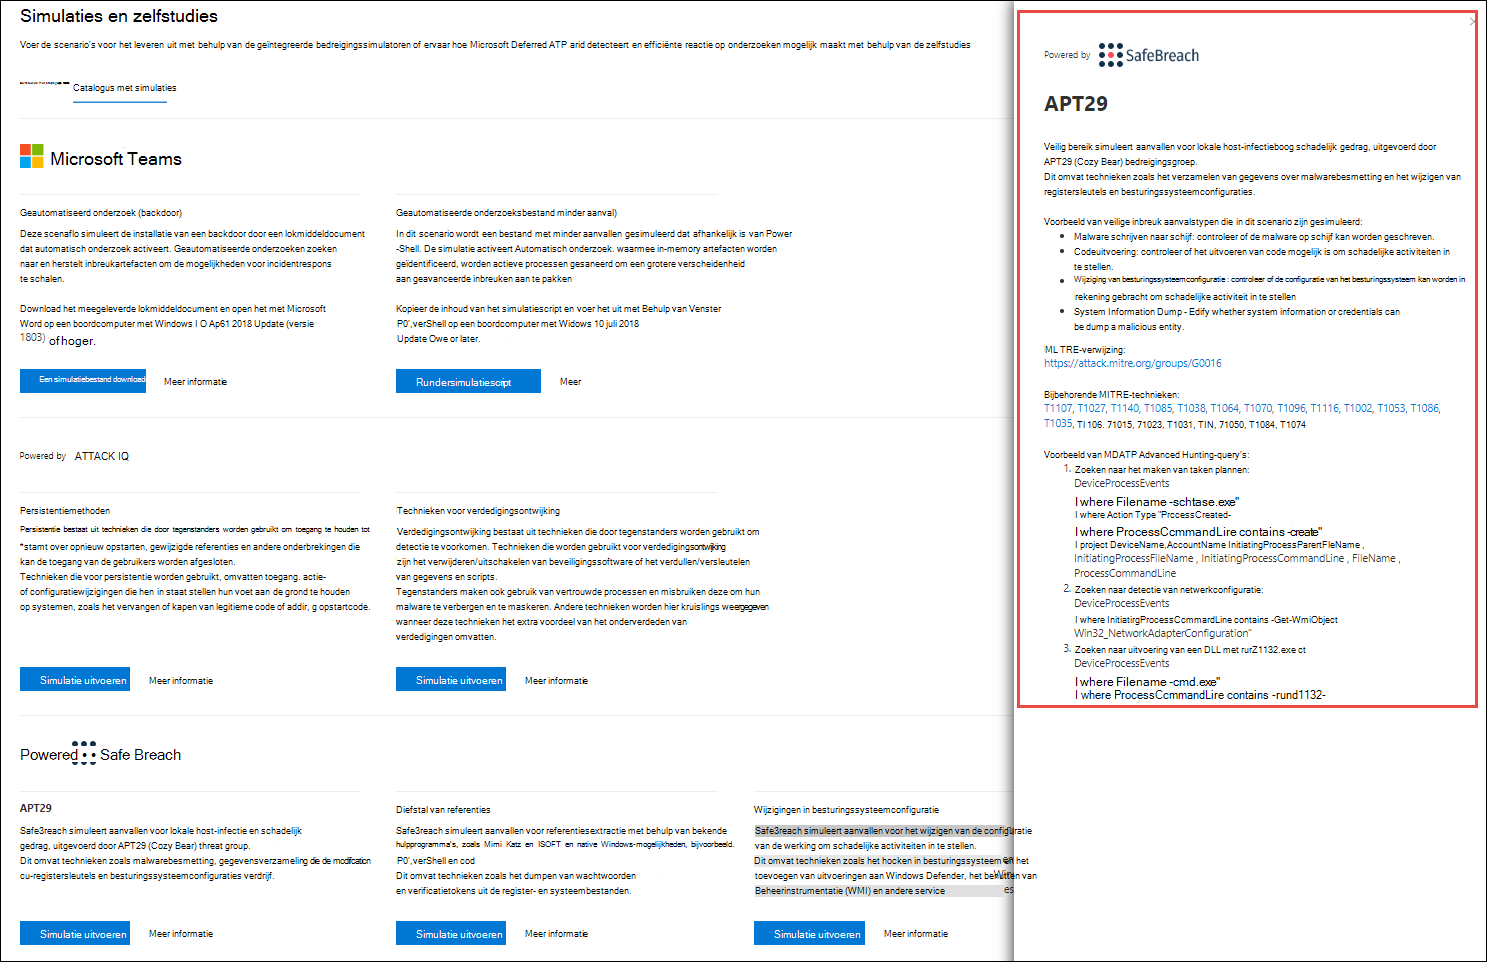 Simulaties en zelfstudies
Voer de scenario's voor het leveren uit met behulp van de geïntegreerde bedreigingssimulatoren of ervaar hoe Microsoft Deferred ATP arid detecteert en efficiënte reactie op onderzoeken mogelijk maakt met behulp van de zelfstudies
Catalogus met simulaties
Microsoft Teams
Geautomatiseerd onderzoek (backdoor)
Deze scenaflo simuleert de installatie van een backdoor door een lokmiddeldocument
dat automatisch onderzoek activeert. Geautomatiseerde onderzoeken zoeken
naar en herstelt inbreukartefacten om de mogelijkheden voor incidentrespons
te schalen.
Download het meegeleverde lokmiddeldocument en open het met Microsoft
Word op een boordcomputer met Windows I O Ap61 2018 Update (versie
1803) of hoger.
Een simulatiebestand download
Meer informatie
Geautomatiseerde onderzoeksbestand minder aanval)
In dit scenario wordt een bestand met minder aanvallen gesimuleerd dat afhankelijk is van Power
-Shell. De simulatie activeert Automatisch onderzoek. waarmee in-memory artefacten worden
geïdentificeerd, worden actieve processen gesaneerd om een grotere verscheidenheid
aan geavanceerde inbreuken aan te pakken
Kopieer de inhoud van het simulatiescript en voer het uit met Behulp van Venster
P0',verShell op een boordcomputer met Widows 10 juli 2018
Update Owe or later.
Rundersimulatiescript
Meer
Powered by ATTACK IQ
Persistentiemethoden
Persistentie bestaat uit technieken die door tegenstanders worden gebruikt om toegang te houden tot
*stamt over opnieuw opstarten, gewijzigde referenties en andere onderbrekingen die
kan de toegang van de gebruikers worden afgesloten.
Technieken die voor persistentie worden gebruikt, omvatten toegang. actie-
of configuratiewijzigingen die hen in staat stellen hun voet aan de grond te houden
op systemen, zoals het vervangen of kapen van legitieme code of addir, g opstartcode.
Simulatie uitvoeren
Meer informatie
Technieken voor verdedigingsontwijking
Verdedigingsontwijking bestaat uit technieken die door tegenstanders worden gebruikt om
detectie te voorkomen. Technieken die worden gebruikt voor verdedigingsontwijking
zijn het verwijderen/uitschakelen van beveiligingssoftware of het verdullen/versleutelen
van gegevens en scripts.
Tegenstanders maken ook gebruik van vertrouwde processen en misbruiken deze om hun
malware te verbergen en te maskeren. Andere technieken worden hier kruislings weergegeven
wanneer deze technieken het extra voordeel van het onderverdeden van
verdedigingen omvatten.
Simulatie uitvoeren
Meer informatie
Powered Safe Breach
APT29
Safe3reach simuleert aanvallen voor lokale host-infectie en schadelijk
gedrag, uitgevoerd door APT29 (Cozy Bear) threat group.
Dit omvat technieken zoals malwarebesmetting, gegevensverzameling die de modification
cu-registersleutels en besturingssysteemconfiguraties verdrijf.
Simulatie uitvoeren
Meer informatie
Diefstal van referenties
Safe3reach simuleert aanvallen voor referentiesextractie met behulp van bekende
hulpprogramma's, zoals Mimi Katz en ISOFT en native Windows-mogelijkheden, bijvoorbeeld.
P0',verShell en cod
Dit omvat technieken zoals het dumpen van wachtwoorden
en verificatietokens uit de register- en systeembestanden.
Simulatie uitvoeren
Meer informatie
Wijzigingen in besturingssysteemconfiguratie
Safe3reach simuleert aanvallen voor het wijzigen van de configuratie
van de werking om schadelijke activiteiten in te stellen.
Dit omvat technieken zoals het hocken in besturingssysteem en het
toevoegen van uitvoeringen aan Windows Defender, het benutten van
Beheerinstrumentatie (WMI) en andere service
Simulatie uitvoeren
Meer informatie
Powered by SafeBreach
APT29
Veilig bereik simuleert aanvallen voor lokale host-infectieboog schadelijk gedrag, uitgevoerd door
APT29 (Cozy Bear) bedreigingsgroep.
Dit omvat technieken zoals het verzamelen van gegevens over malwarebesmetting en het wijzigen van
registersleutels en besturingssysteemconfiguraties.
Voorbeeld van veilige inbreuk aanvalstypen die in dit scenario zijn gesimuleerd:
• Malware schrijven naar schijf: controleer of de malware op schijf kan worden geschreven.
• Codeuitvoering: controleer of het uitvoeren van code mogelijk is om schadelijke activiteiten in
te stellen.
• Wijziging van besturingssysteemconfiguratie : controleer of de configuratie van het besturingssysteem kan worden in
rekening gebracht om schadelijke activiteit in te stellen
• System Information Dump - Edify whether system information or credentials can
be dump a malicious entity.
ML TRE-verwijzing:
https://attack.mitre.org/groups/G0016
Bijbehorende MITRE-technieken:
T1107, T1027, T1140, T1085, T1038, T1064, T1070, T1096, T1116, T1002, T1053, T1086,
T1035, TI 106. 71015, 71023, T1031, TIN, 71050, T1084, T1074
Voorbeeld van MDATP Advanced Hunting-query's:
1. Zoeken naar het maken van taken plannen:
DeviceProcessEvents
I where Filename -schtase.exe"
I where Action Type "ProcessCreated-
I where ProcessCcmmandLire contains -create"
I project DeviceName,AccountName InitiatingProcessParertFleName ,
InitiatingProcessFileName , InitiatingProcessCommandLine , FileName ,
ProcessCommandLine
2. Zoeken naar detectie van netwerkconfiguratie:
DeviceProcessEvents
I where InitiatirgProcessCcmmardLire contains -Get-WmiObject
Win32_NetworkAdapterConfiguration"
3. Zoeken naar uitvoering van een DLL met rurZ1132.exe ct
DeviceProcessEvents
I where Filename -cmd.exe"
I where ProcessCcmmandLire contains -rund1132-